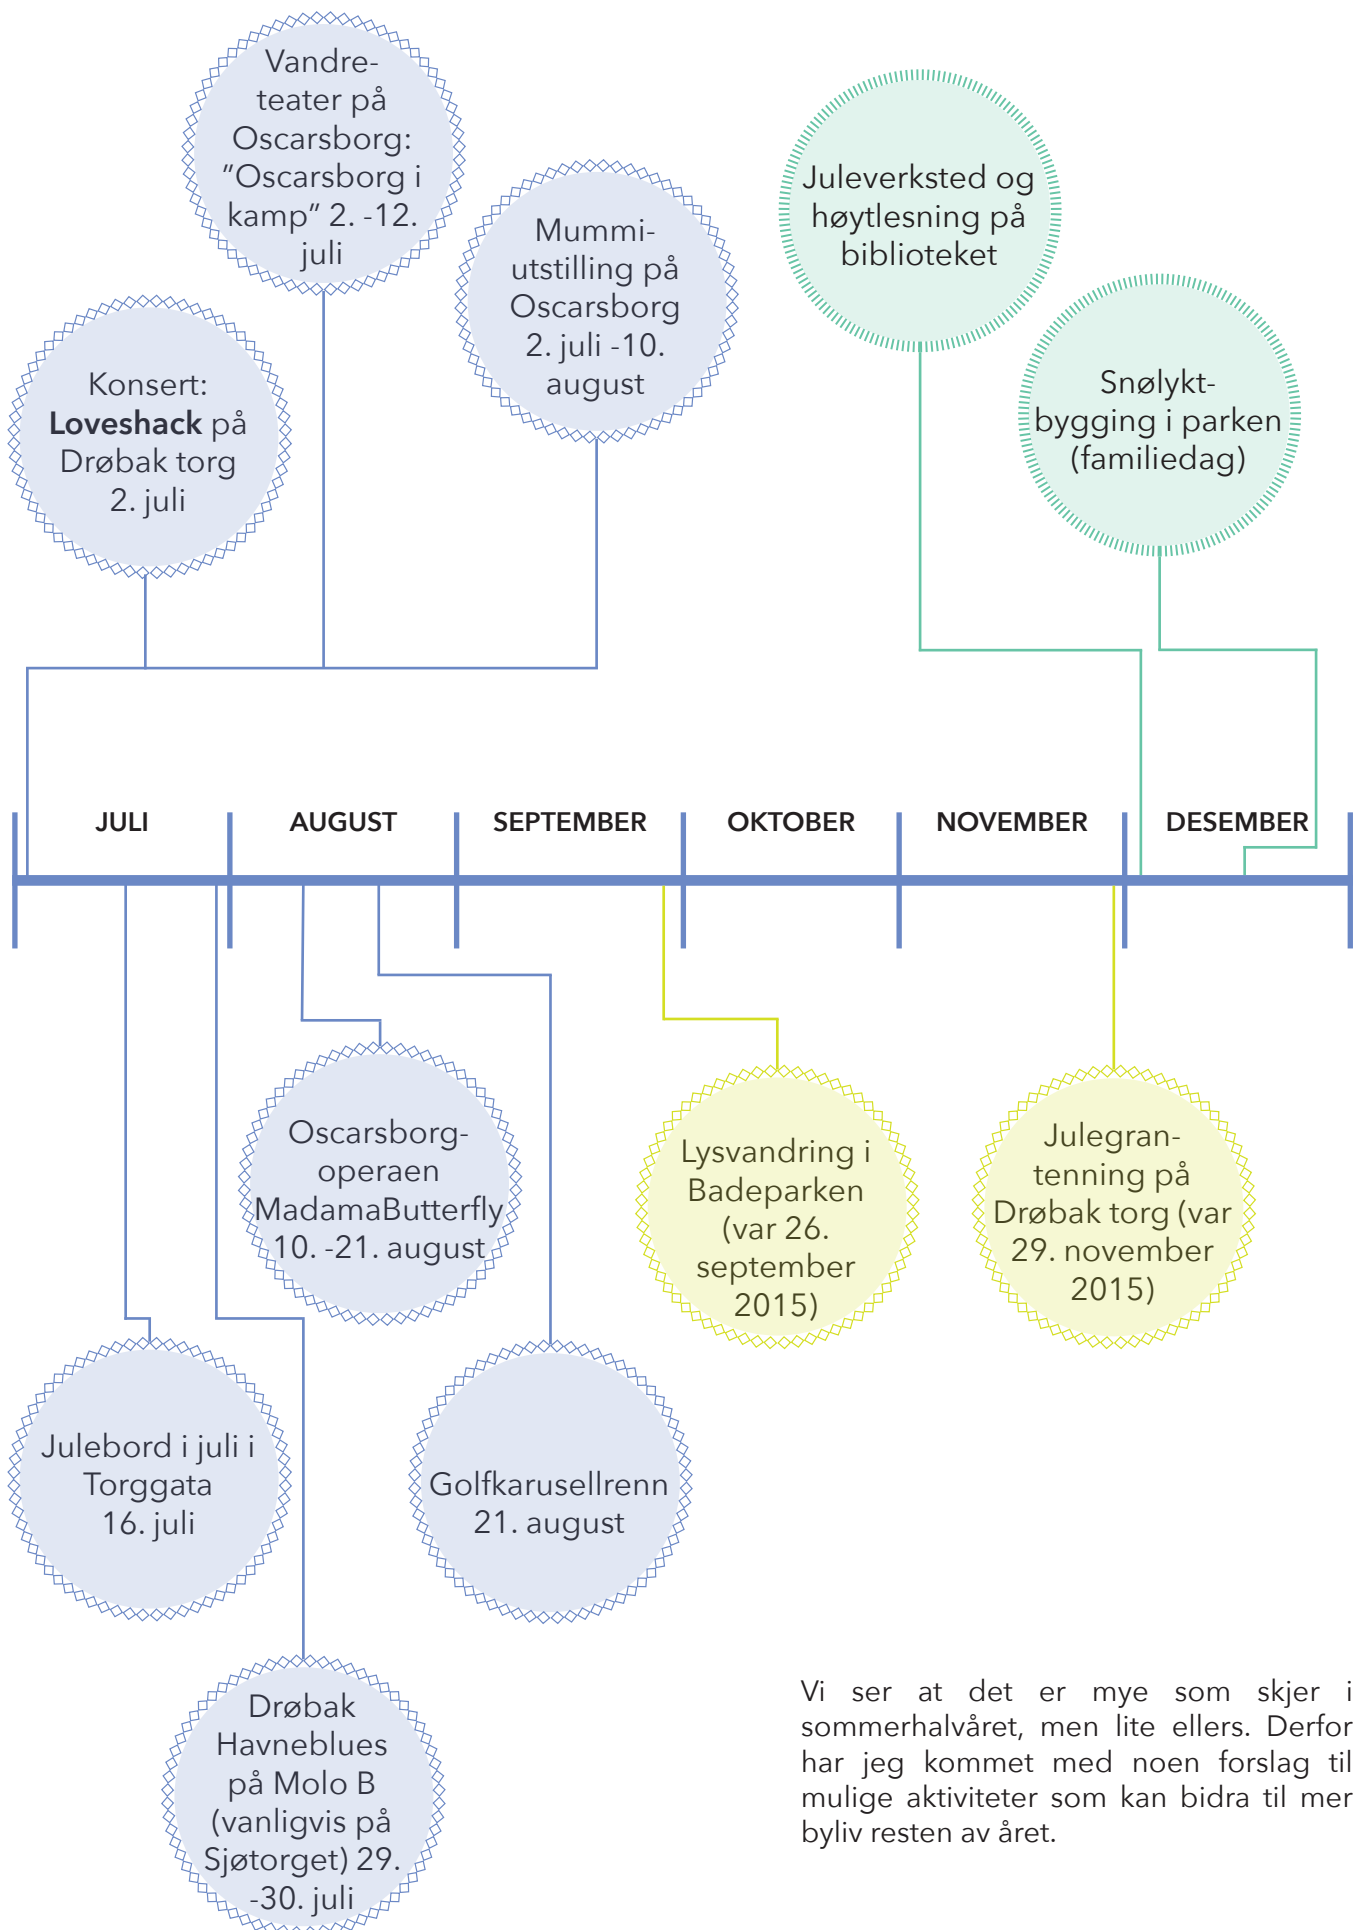 Vandre-
teater på
Oscarsborg:
"Oscarsborg i
kamp" 2. -12.
juli
Mummi-
utstilling på
Oscarsborg
2. juli -10.
august
Konsert:
Loveshack på
Drøbak torg
2. juli
Juleverksted og
høytlesning på
biblioteket
Snølykt-
bygging i parken
(familiedag)
JULI
AUGUST
SEPTEMBER
OKTOBER
NOVEMBER
DESEMBER
Oscarsborg-
operaen
MadamaButterfly
10. -21. august
Lysvandring i
Badeparken
(var 26.
september
2015)
Julegran-
tenning på
Drøbak torg (var
29. november
2015)
Julebord i juli i
Torggata
16. juli
Golfkarusellrenn
21. august
Drøbak
Havneblues
på Molo B
(vanligvis på
Sjøtorget) 29.
-30. juli
Vi ser at det er mye som skjer i
sommerhalvåret, men lite ellers. Derfor
har jeg kommet med noen forslag til
mulige aktiviteter som kan bidra til mer
byliv resten av året.